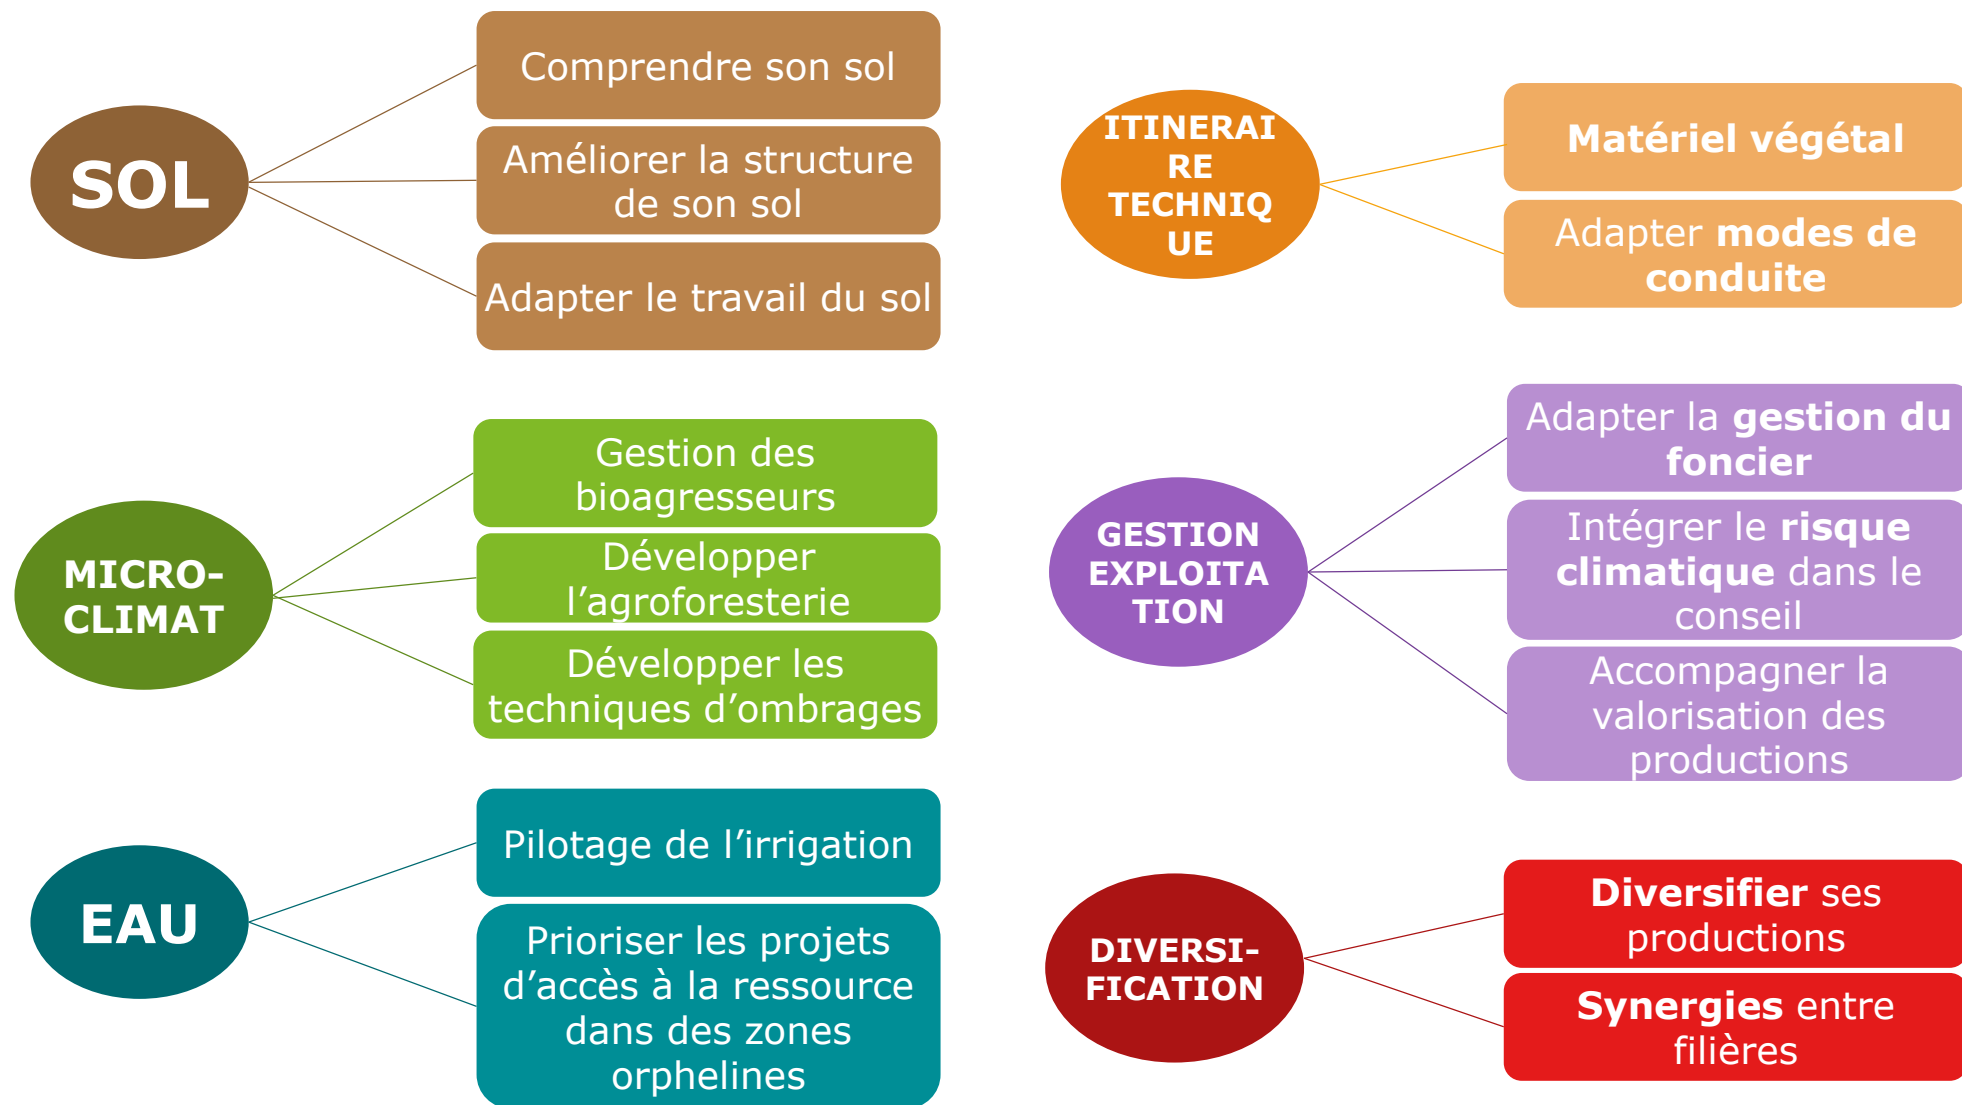 SOL
Comprendre son sol
Améliorer la structure
de son sol
Adapter le travail du sol
MICRO-
CLIMAT
Gestion des
bioagresseurs
Développer
l’agroforesterie
Développer les
techniques d’ombrages
EAU
Pilotage de l’irrigation
Prioriser les projets
d’accès à la ressource
dans des zones
orphelines
ITINERAI
RE
TECHNIQ
UE
Matériel végétal
Adapter modes de
conduite
GESTION
EXPLOITA
TION
Adapter la gestion du
foncier
Intégrer le risque
climatique dans le
conseil
Accompagner la
valorisation des
productions
DIVERSI-
FICATION
Diversifier ses
productions
Synergies entre
filières